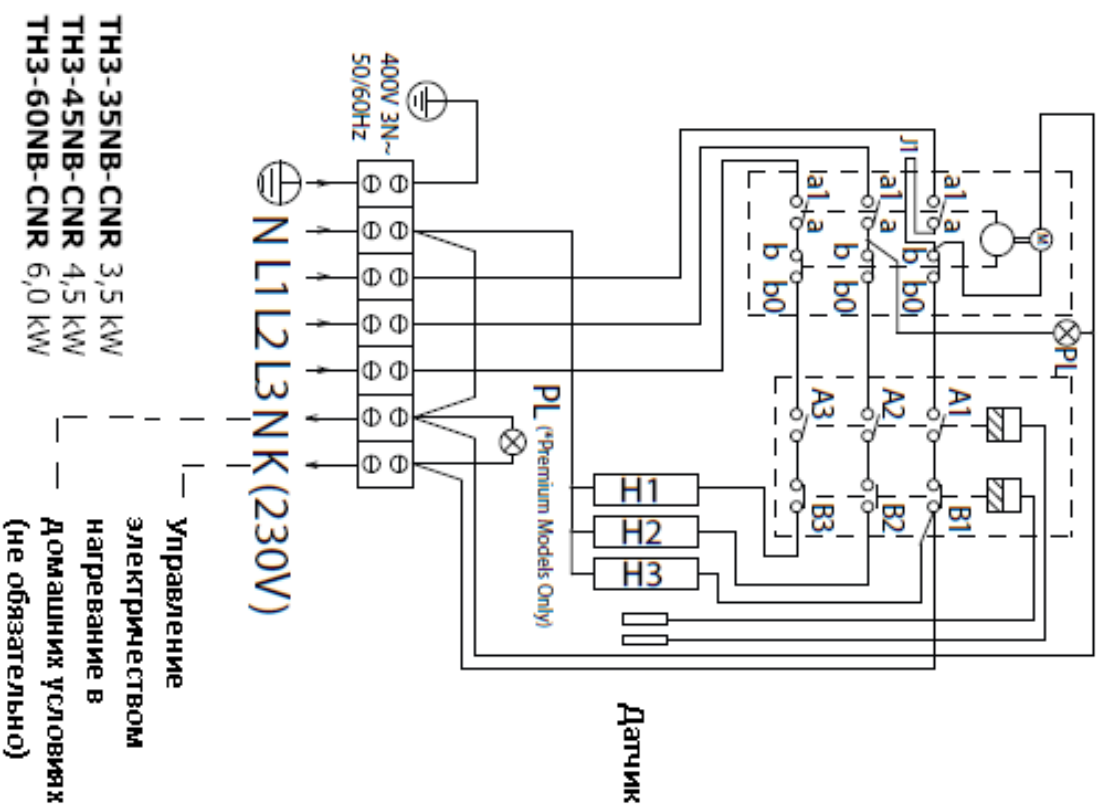 TH3-35NB-CNR 3,5 kW
TH3-45NB-CNR 4,5 kW
TH3-60NB-CNR 6,0 kW
400V 3N~
50/60Hz
N L1 L2 L3 N K (230V)
Управление
электричеством
нагревание в
домашних условиях
(не обязательно)
PL (*Premium Models Only)
H1
H2
H3
Датчик
J1
a1 a b b0
a1 a b b0
a1 a b b0
M
PL
A3 B3
A2 B2
A1 B1